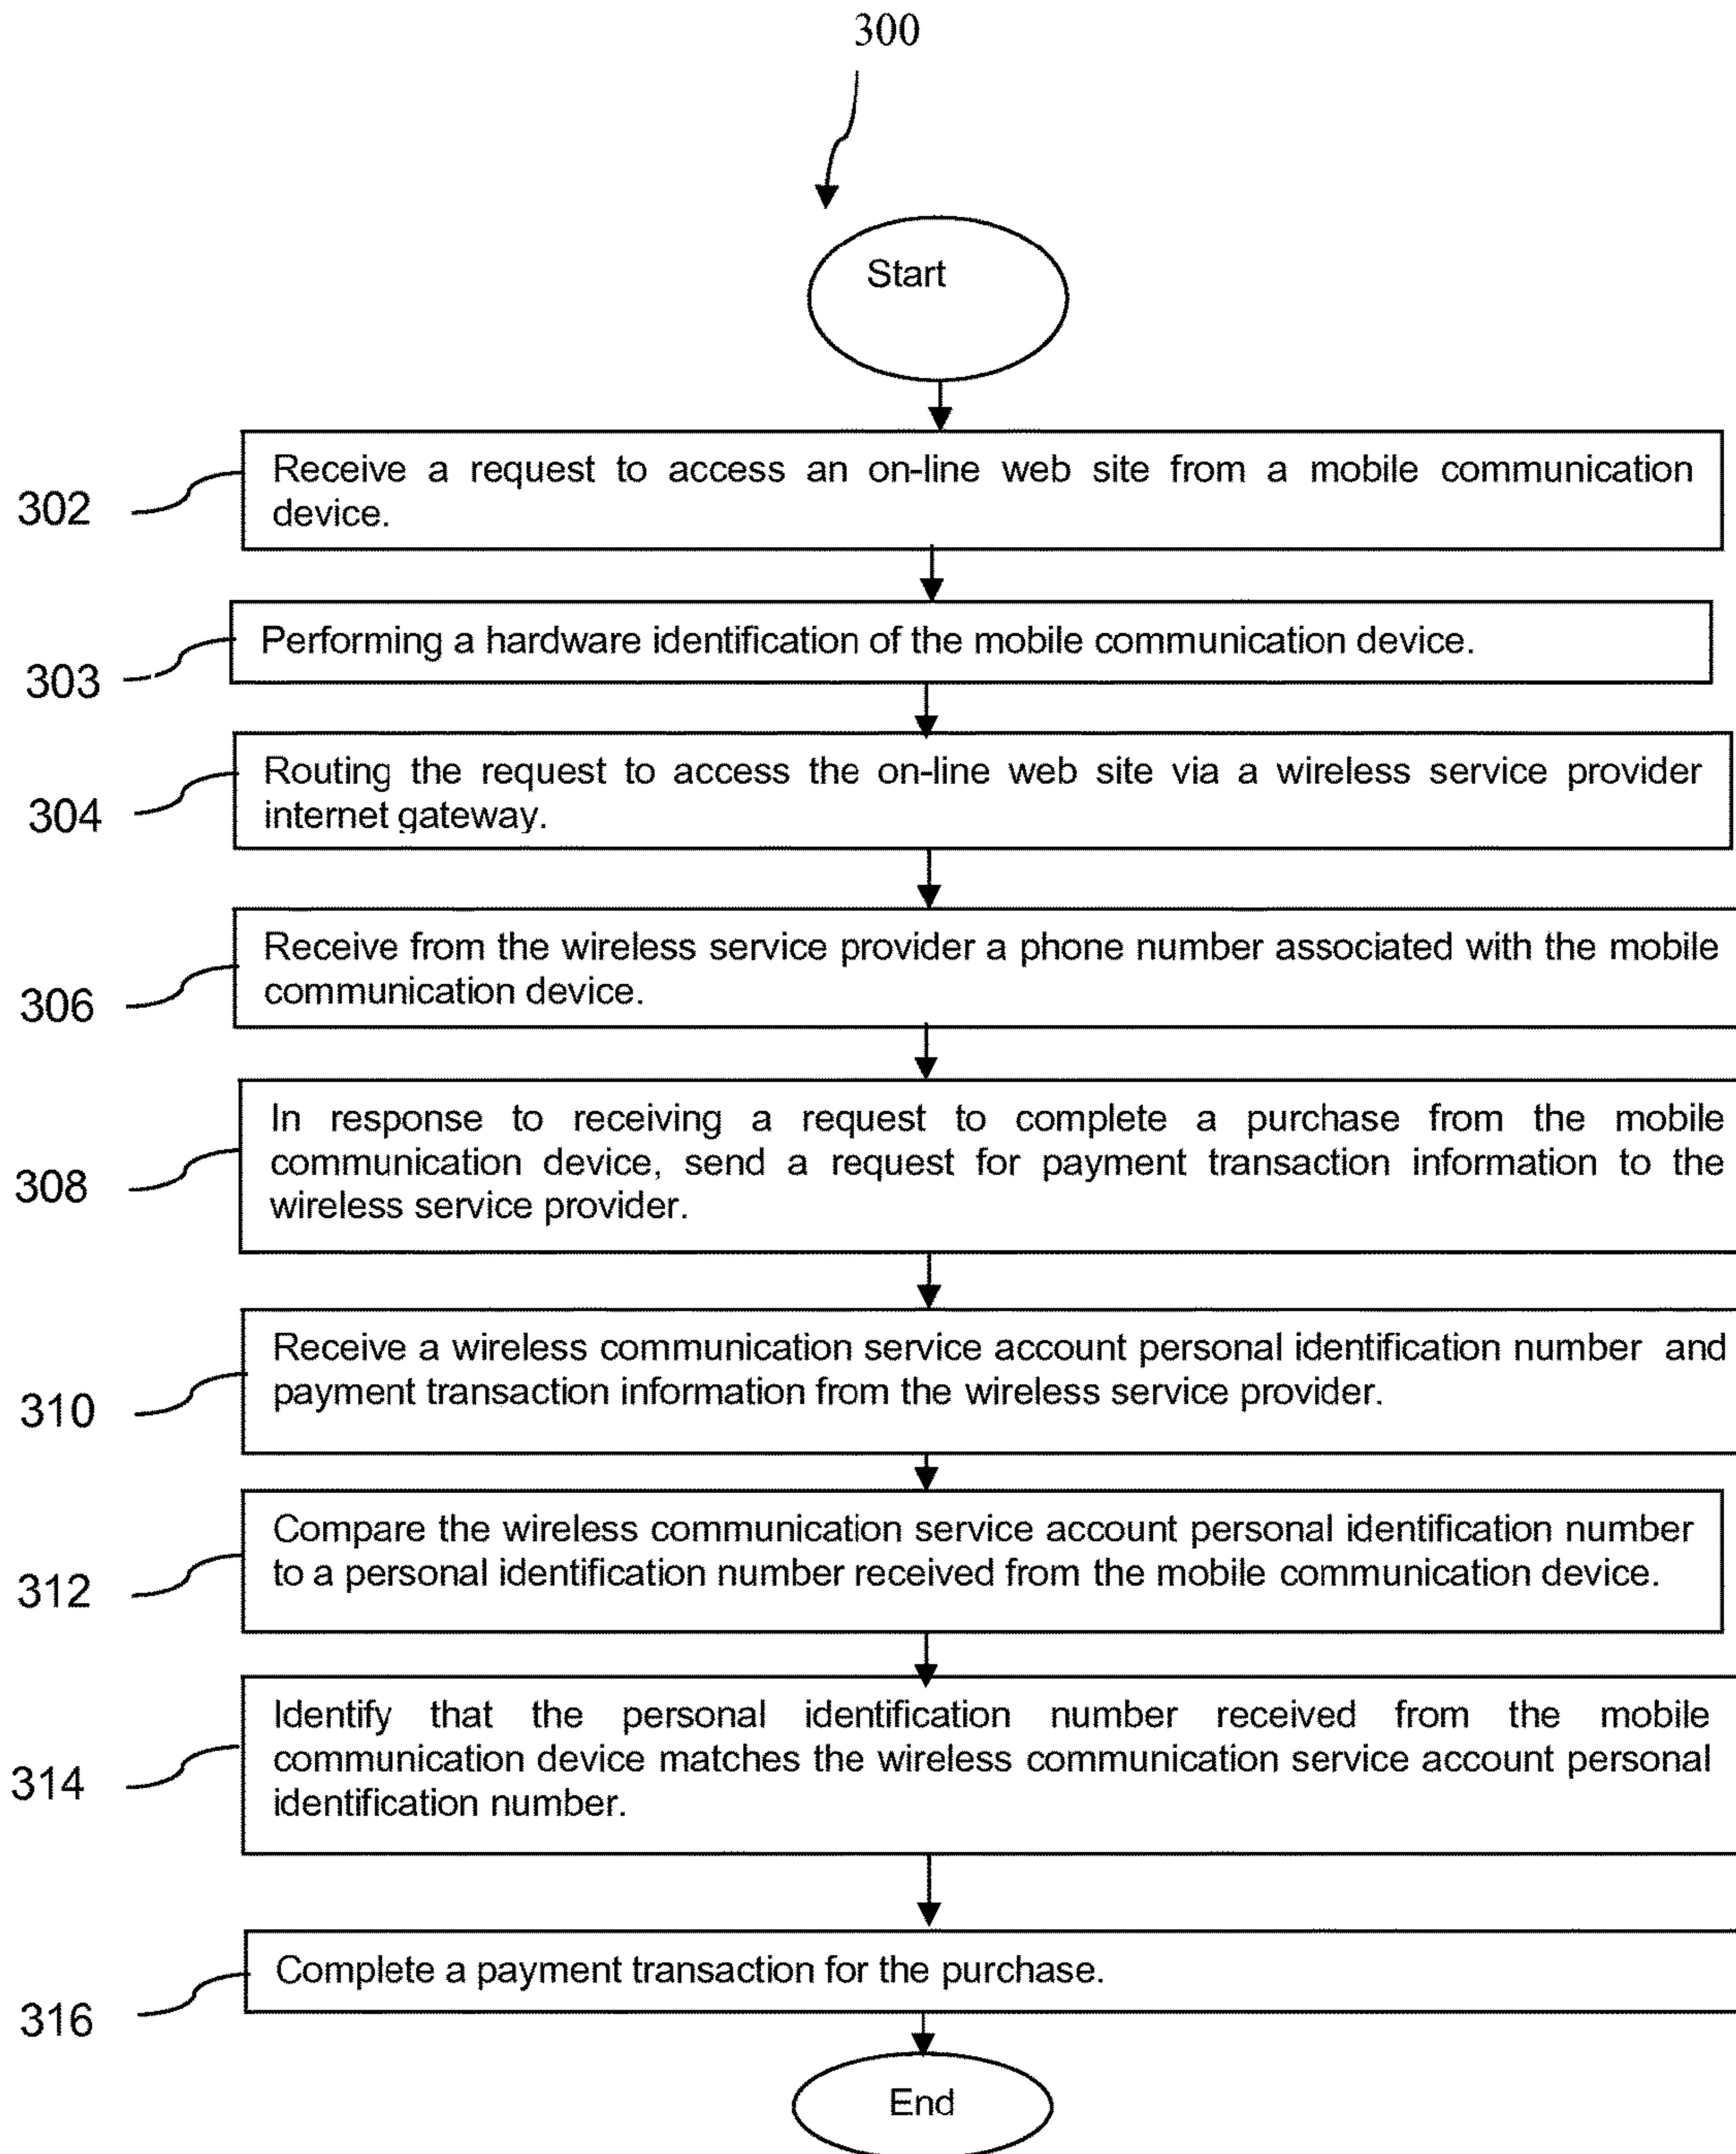 300
Start
302
Receive a request to access an on-line web site from a mobile communication
device.
303
Performing a hardware identification of the mobile communication device.
304
Routing the request to access the on-line web site via a wireless service provider
internet gateway.
306
Receive from the wireless service provider a phone number associated with the mobile
communication device.
308
In response to receiving a request to complete a purchase from the mobile
communication device, send a request for payment transaction information to the
wireless service provider.
310
Receive a wireless communication service account personal identification number and
payment transaction information from the wireless service provider.
312
Compare the wireless communication service account personal identification number
to a personal identification number received from the mobile communication device.
314
Identify that the personal identification number received from the mobile
communication device matches the wireless communication service account personal
identification number.
316
Complete a payment transaction for the purchase.
End